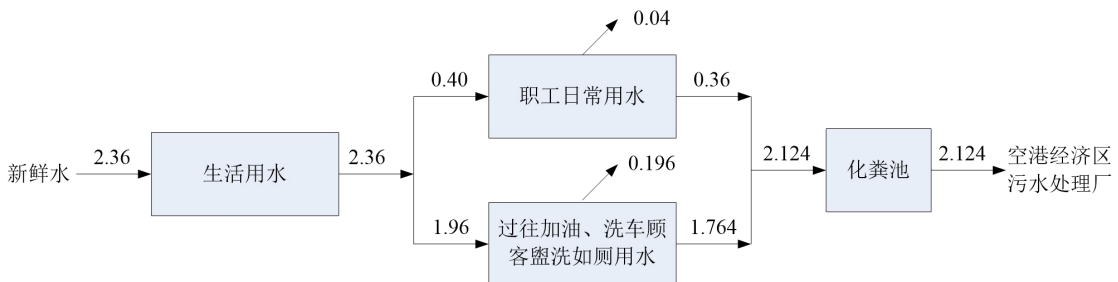 0.04
0.40
职工日常用水
0.36
新鲜水
2.36
生活用水
2.36
0.196
2.124
化粪池
2.124
空港经济区
污水处理厂
1.96
过往加油、洗车顾
客盥洗如厕用水
1.764